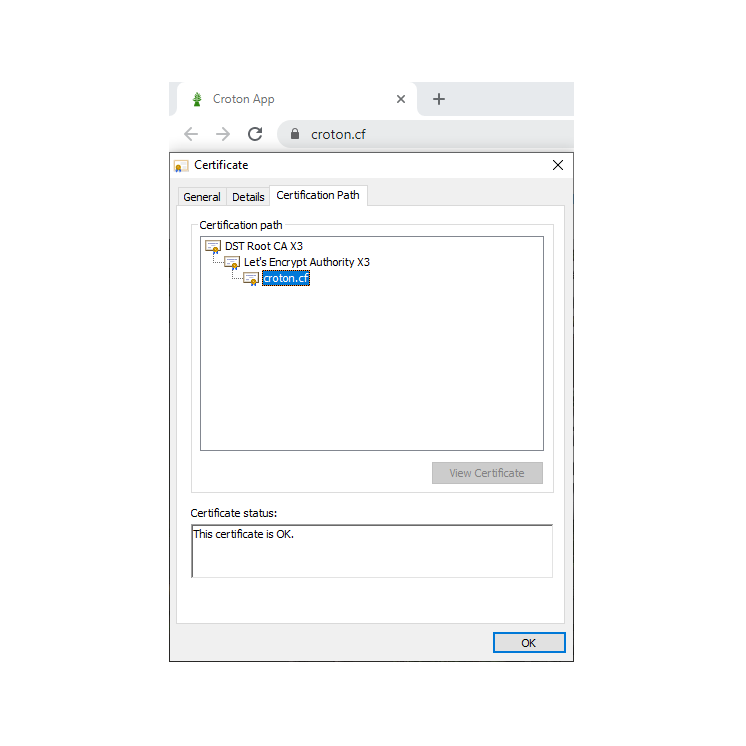 Croton App
croton.cf
Certificate
General Details Certification Path
Certification path
DST Root CA X3
Let's Encrypt Authority X3
croton.cf
View Certificate
Certificate status:
This certificate is OK.
OK